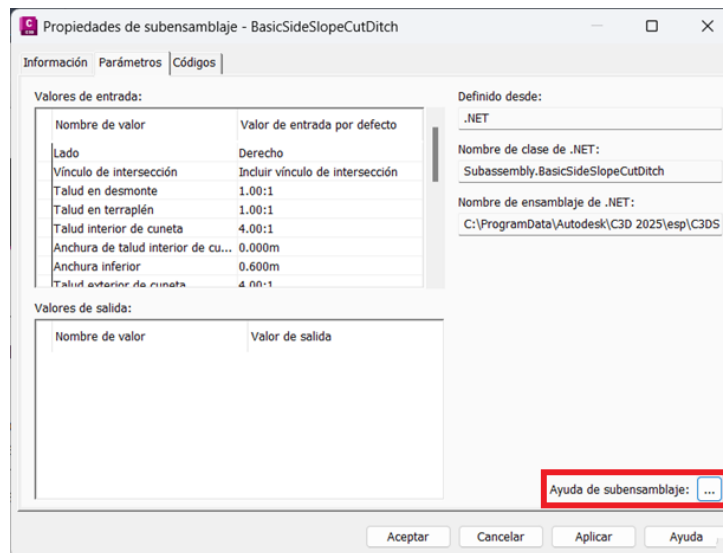 Propiedades de subensamblaje - BasicSideSlopeCutDitch
Información Parámetros Códigos
Valores de entrada:
Nombre de valor Valor de entrada por defecto
Lado Derecho
Vínculo de intersección Incluir vínculo de intersección
Talud en desmonte 1.00:1
Talud en terraplén 1.00:1
Talud interior de cuneta 4.00:1
Anchura de talud interior de cu... 0.000m
Anchura inferior 0.600m
Talud exterior de cuneta 4.00:1
Valores de salida:
Nombre de valor Valor de salida
Definido desde:
.NET
Nombre de clase de .NET:
Subassembly.BasicSideSlopeCutDitch
Nombre de ensamblaje de .NET:
C:\ProgramData\Autodesk\C3D 2025\esp\C3DS
Ayuda de subensamblaje: ...
Aceptar Cancelar Aplicar Ayuda